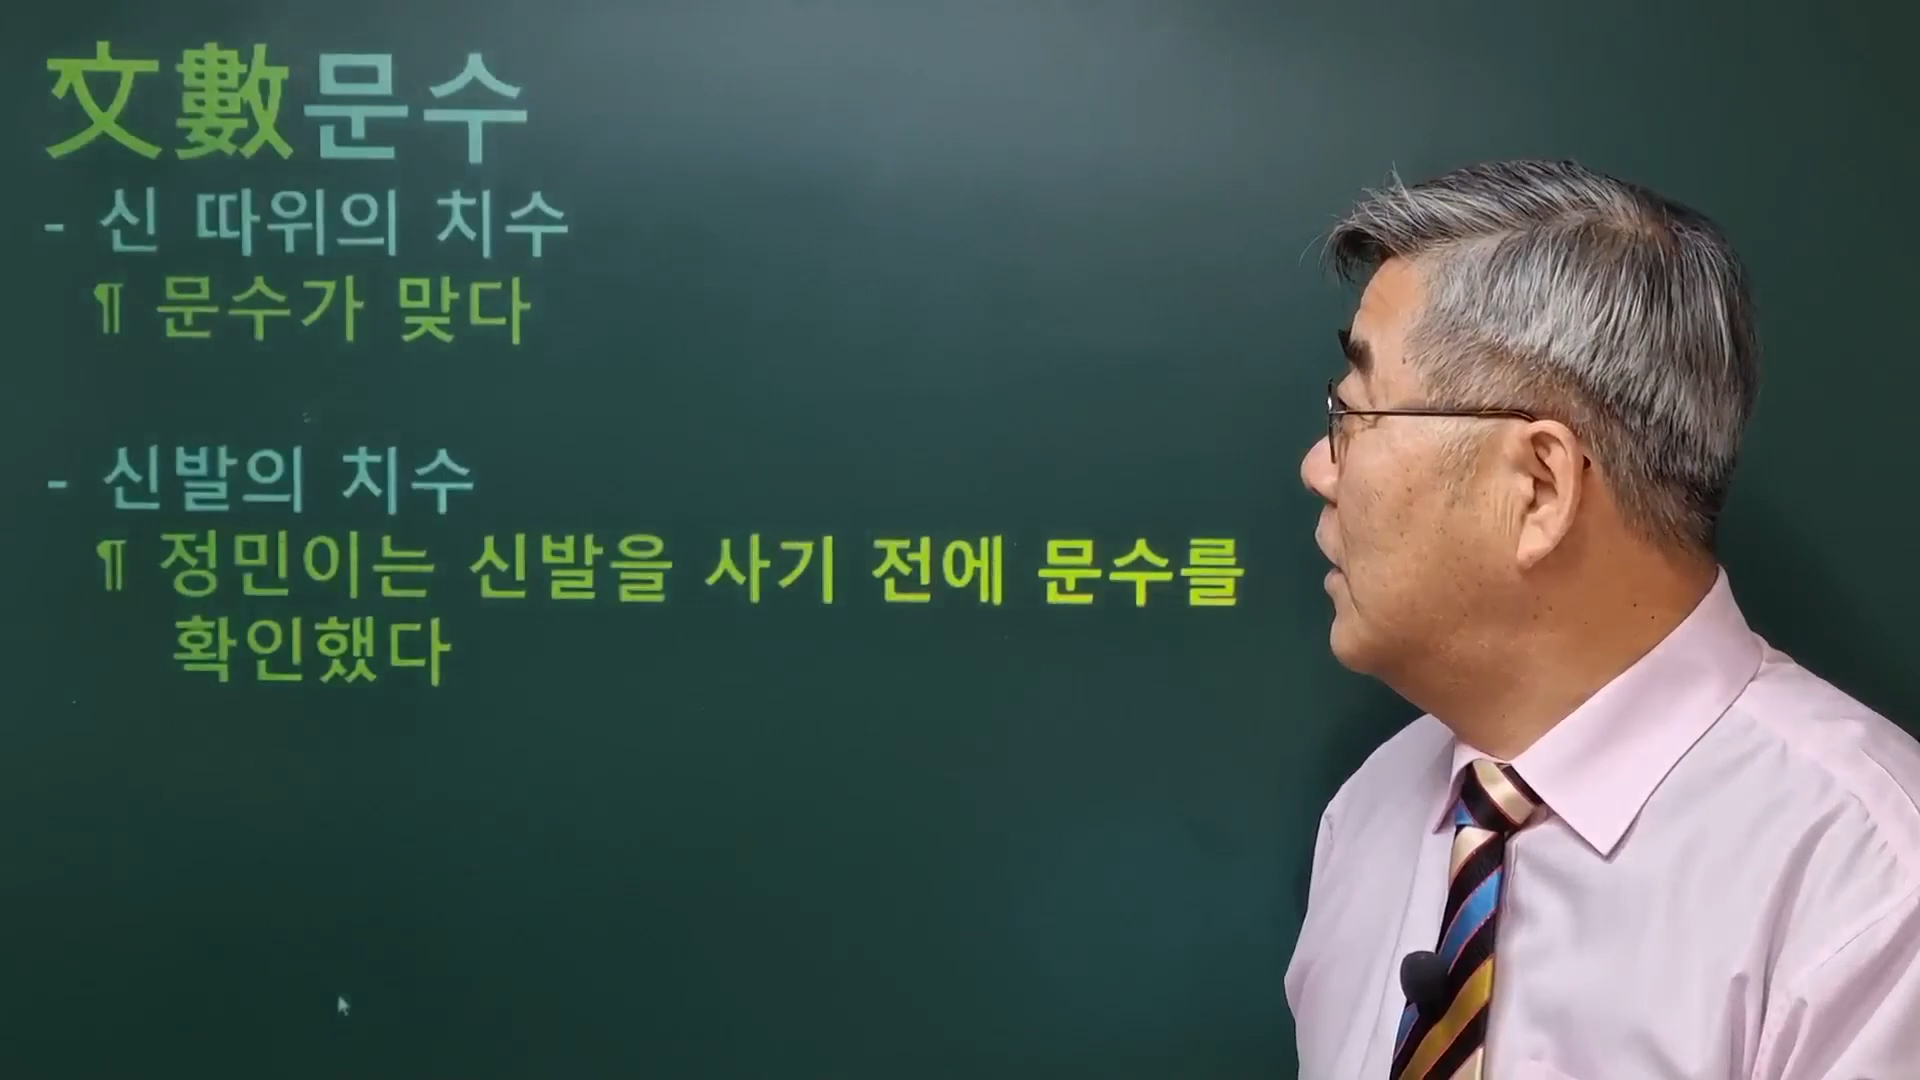 文數문수
- 신 따위의 치수
¶ 문수가 맞다
- 신발의 치수
¶ 정민이는 신발을 사기 전에 문수를
확인했다